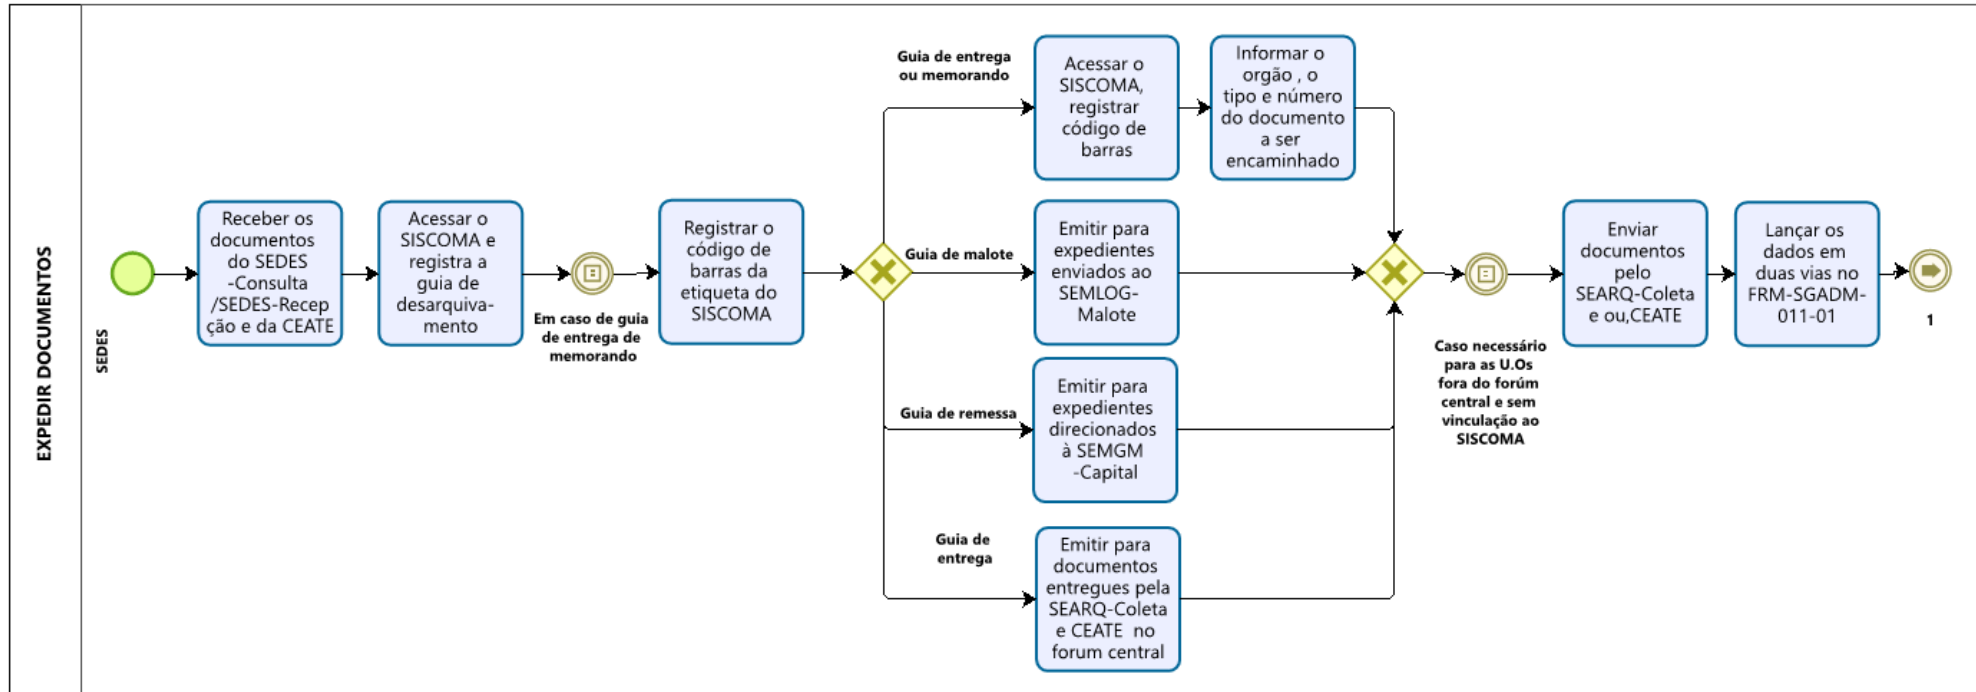 EXPEDIR DOCUMENTOS
SEDES
Receber os
documentos
do SEDES
-Consulta
/SEDES-Recep
ção e da CEATE
Acessar o
SISCOMA e
registra a
guia de
desarquiva-
mento
Em caso de guia
de entrega de
memorando
Registrar o
código de
barras da
etiqueta do
SISCOMA
Guia de entrega
ou memorando
Acessar o
SISCOMA,
registrar
código de
barras
Informar o
orgão , o
tipo e número
do documento
a ser
encaminhado
Guia de malote
Emitir para
expedientes
enviados ao
SEMLOG-
Malote
Guia de remessa
Emitir para
expedientes
direcionados
à SEMGM
-Capital
Guia de
entrega
Emitir para
documentos
entregues pela
SEARQ-Coleta
e CEATE no
forum central
Caso necessário
para as U.Os
fora do forúm
central e sem
vinculação ao
SISCOMA
Enviar
documentos
pelo
SEARQ-Coleta
e ou,CEATE
Lançar os
dados em
duas vias no
FRM-SGADM-
011-01
1